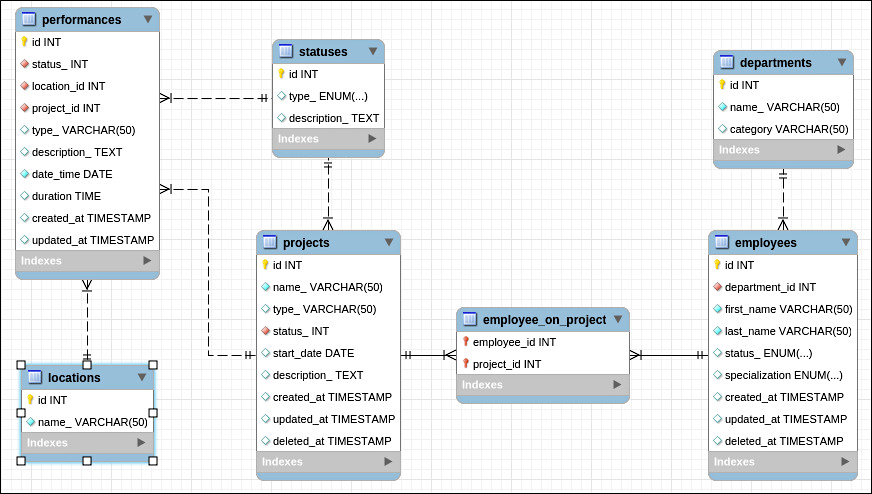 performances
id INT
status_ INT
location_id INT
project_id INT
type_ VARCHAR(50)
description_ TEXT
date_time DATE
duration TIME
created_at TIMESTAMP
updated_at TIMESTAMP
Indexes
statuses
id INT
type_ ENUM(...)
description_ TEXT
Indexes
departments
id INT
name_ VARCHAR(50)
category VARCHAR(50)
Indexes
projects
id INT
name_ VARCHAR(50)
type_ VARCHAR(50)
status_ INT
start_date DATE
description_ TEXT
created_at TIMESTAMP
updated_at TIMESTAMP
deleted_at TIMESTAMP
Indexes
employees
id INT
department_id INT
first_name VARCHAR(50)
last_name VARCHAR(50)
status_ ENUM(...)
specialization ENUM(...)
created_at TIMESTAMP
updated_at TIMESTAMP
deleted_at TIMESTAMP
Indexes
employee_on_project
employee_id INT
project_id INT
Indexes
locations
id INT
name_ VARCHAR(50)
Indexes